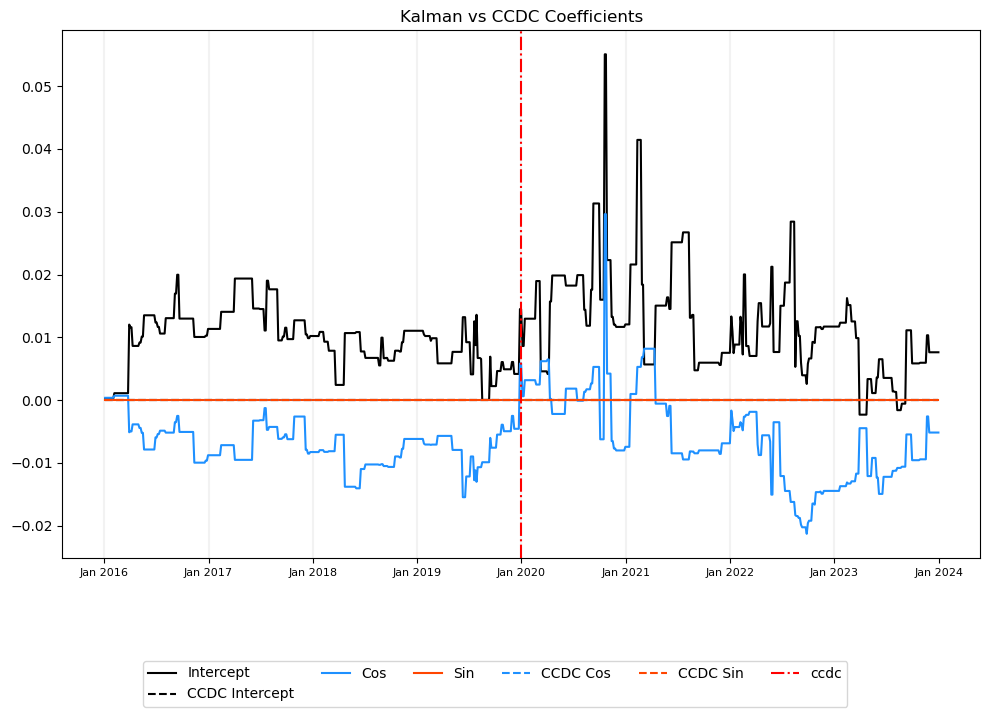 Kalman vs CCDC Coefficients
0.05
0.04
0.03
0.02
0.01
0.00
−0.01
−0.02
Jan 2016 Jan 2017 Jan 2018 Jan 2019 Jan 2020 Jan 2021 Jan 2022 Jan 2023 Jan 2024
Intercept Cos Sin CCDC Cos CCDC Sin ccdc
CCDC Intercept